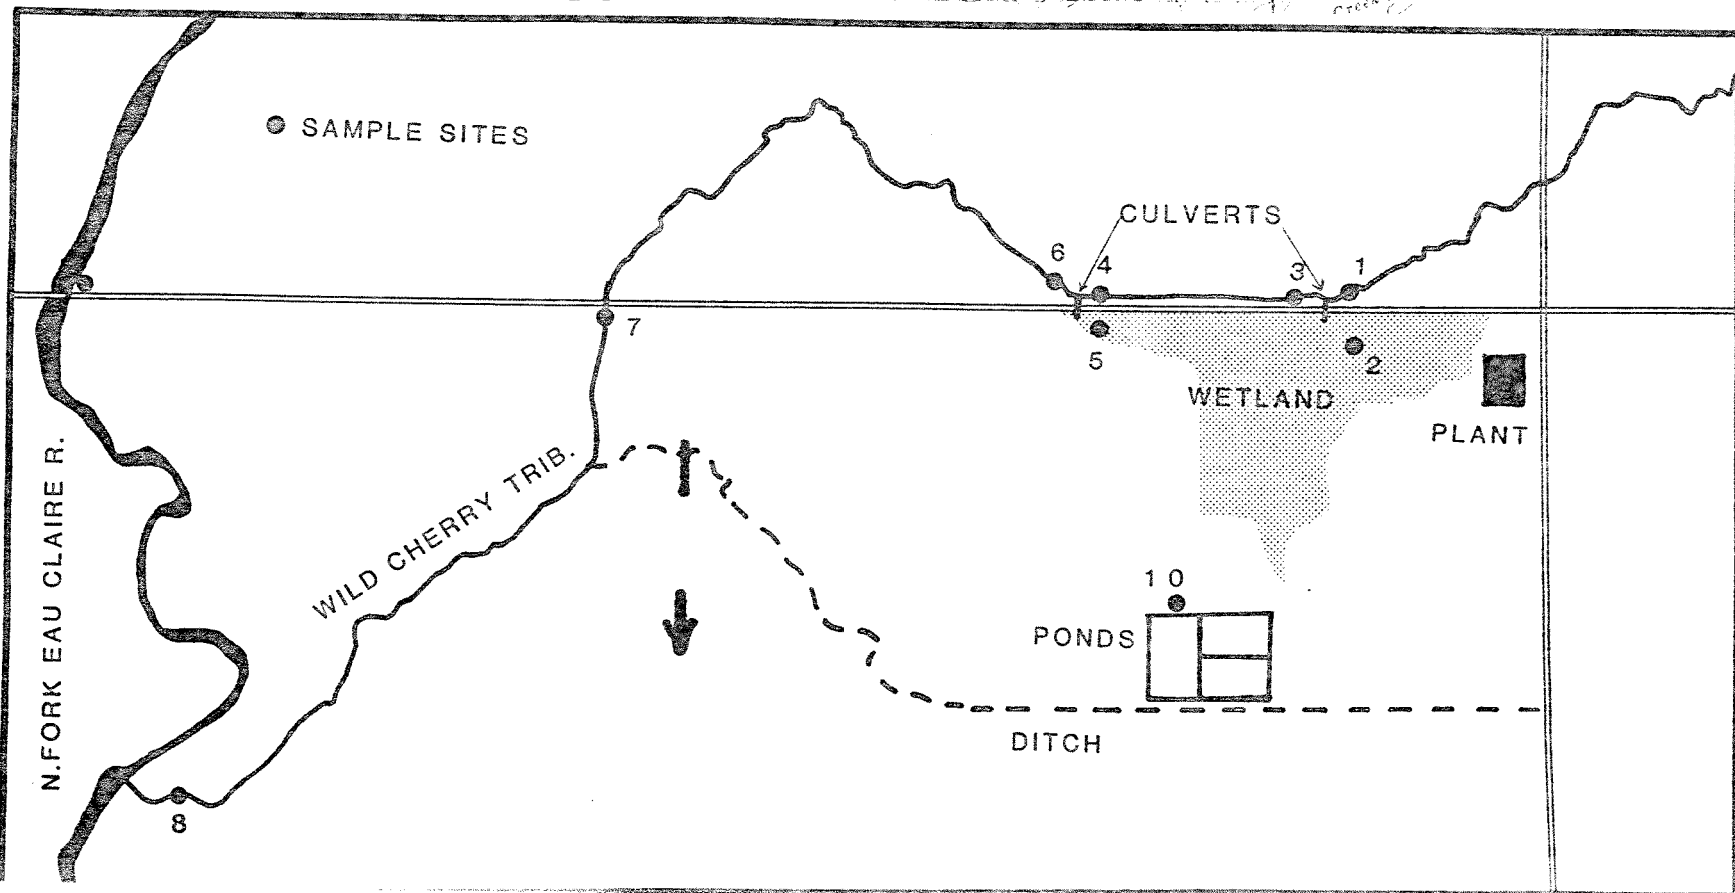 SAMPLE SITES
CULVERTS
6
4
3
1
7
5
2
WETLAND
PLANT
WILD CHERRY TRIB.
N.FORK EAU CLAIRE R.
10
PONDS
DITCH
8